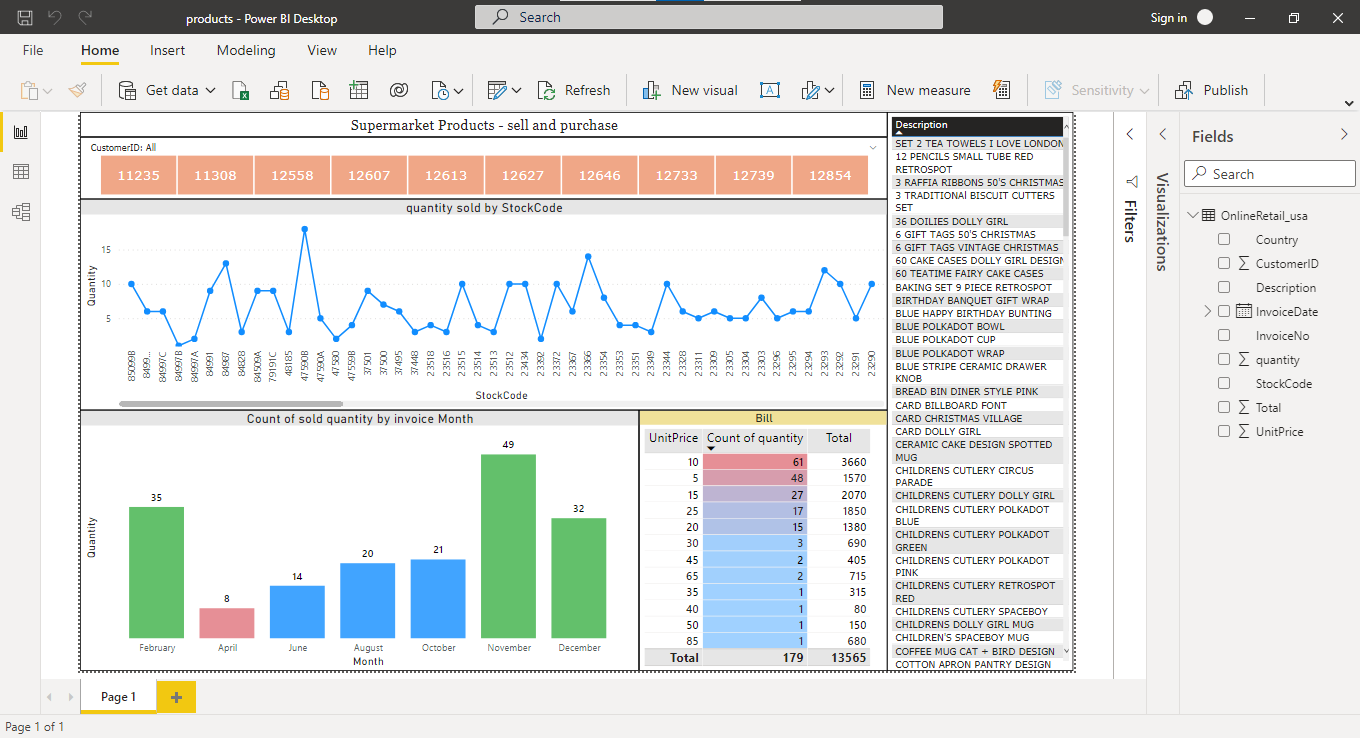 products - Power BI Desktop
Search
Sign in
File
Home
Insert
Modeling
View
Help
Get data
Refresh
New visual
New measure
Sensitivity
Publish
Supermarket Products - sell and purchase
CustomerID: All
11235 11308 12558 12607 12613 12627 12646 12733 12739 12854
quantity sold by StockCode
Quantity
15
10
5
85099B 8499... 84997C 84997B 84997A 84991 84987 84828 84509A 79191C 48185 47590B 47590A 47580 47559B 37501 37500 37495 37448 23518 23516 23515 23514 23513 23512 23434 23392 23372 23367 23366 23354 23353 23351 23349 23344 23328 23311 23309 23305 23304 23303 23296 23295 23294 23293 23292 23291 23290
StockCode
Count of sold quantity by invoice Month
Quantity
35
8
14
20
21
49
32
February April June August October November December
Month
Bill
UnitPrice Count of quantity Total
10 61 3660
5 48 1570
15 27 2070
25 17 1850
20 15 1380
30 3 690
45 2 405
65 2 715
35 1 315
40 1 80
50 1 150
85 1 680
Total 179 13565
Description
SET 2 TEA TOWELS I LOVE LONDON
12 PENCILS SMALL TUBE RED
RETROSPOT
3 RAFFIA RIBBONS 50'S CHRISTMAS
3 TRADITIONAl BISCUIT CUTTERS
SET
36 DOILIES DOLLY GIRL
6 GIFT TAGS 50'S CHRISTMAS
6 GIFT TAGS VINTAGE CHRISTMAS
60 CAKE CASES DOLLY GIRL DESIGN
60 TEATIME FAIRY CAKE CASES
BAKING SET 9 PIECE RETROSPOT
BIRTHDAY BANQUET GIFT WRAP
BLUE HAPPY BIRTHDAY BUNTING
BLUE POLKADOT BOWL
BLUE POLKADOT CUP
BLUE POLKADOT WRAP
BLUE STRIPE CERAMIC DRAWER
KNOB
BREAD BIN DINER STYLE PINK
CARD BILLBOARD FONT
CARD CHRISTMAS VILLAGE
CARD DOLLY GIRL
CERAMIC CAKE DESIGN SPOTTED
MUG
CHILDRENS CUTLERY CIRCUS
PARADE
CHILDRENS CUTLERY DOLLY GIRL
CHILDRENS CUTLERY POLKADOT
BLUE
CHILDRENS CUTLERY POLKADOT
GREEN
CHILDRENS CUTLERY POLKADOT
PINK
CHILDRENS CUTLERY RETROSPOT
RED
CHILDRENS CUTLERY SPACEBOY
CHILDRENS DOLLY GIRL MUG
CHILDREN'S SPACEBOY MUG
COFFEE MUG CAT + BIRD DESIGN
COTTON APRON PANTRY DESIGN
Filters
Visualizations
Fields
Search
OnlineRetail_usa
Country
CustomerID
Description
InvoiceDate
InvoiceNo
quantity
StockCode
Total
UnitPrice
Page 1
Page 1 of 1